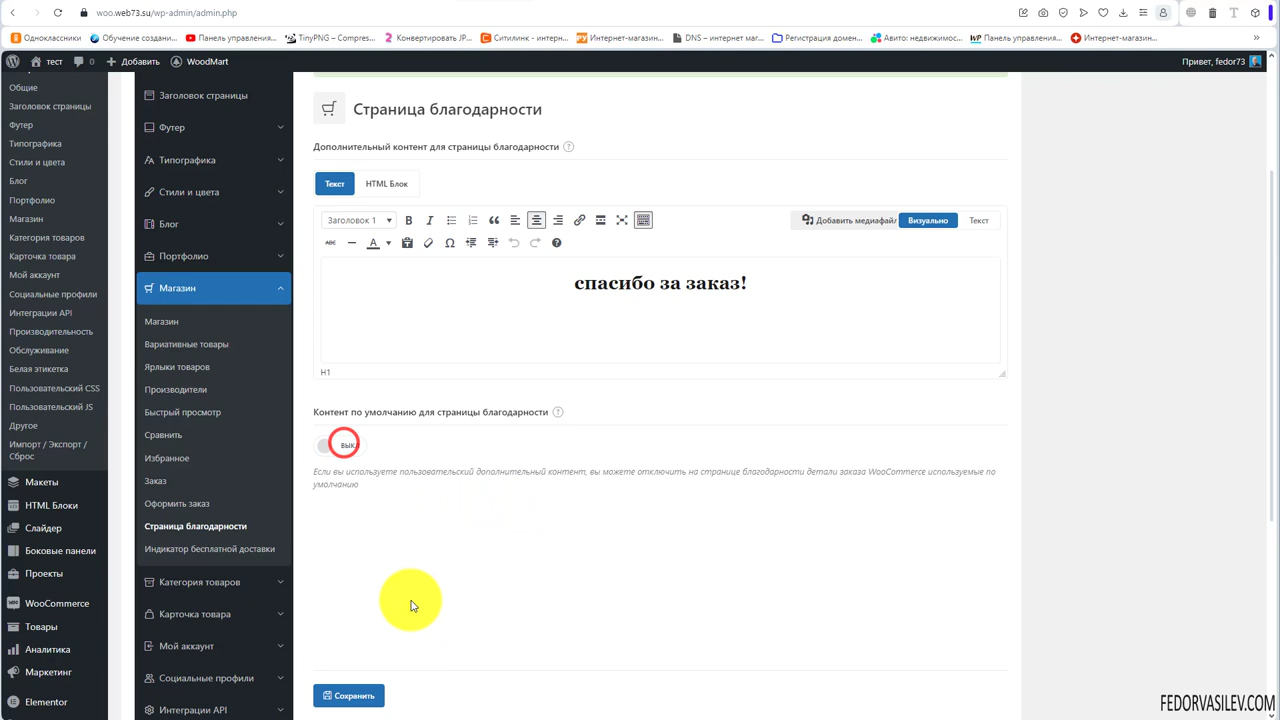 woo.web73.su/wp-admin/admin.php
Одноклассники
Обучение создани...
Панель управления...
TinyPNG – Compres...
Конвертировать JP...
Ситилинк - интерн...
Интернет-магазин...
DNS – интернет маг...
Регистрация домен...
Авито: недвижимос...
Панель управления...
Интернет-магазин...
тест
0
Добавить
WoodMart
Привет, fedor73
Общие
Заголовок страницы
Футер
Типографика
Стили и цвета
Блог
Портфолио
Магазин
Категория товаров
Карточка товара
Мой аккаунт
Социальные профили
Интеграции API
Производительность
Обслуживание
Белая этикетка
Пользовательский CSS
Пользовательский JS
Другое
Импорт / Экспорт /
Сброс
Макеты
HTML Блоки
Слайдер
Боковые панели
Проекты
WooCommerce
Товары
Аналитика
Маркетинг
Elementor
Заголовок страницы
Футер
Типографика
Стили и цвета
Блог
Портфолио
Магазин
Магазин
Вариативные товары
Ярлыки товаров
Производители
Быстрый просмотр
Сравнить
Избранное
Заказ
Оформить заказ
Страница благодарности
Индикатор бесплатной доставки
Категория товаров
Карточка товара
Мой аккаунт
Социальные профили
Интеграции API
Страница благодарности
Дополнительный контент для страницы благодарности
Текст
HTML Блок
Заголовок 1
Добавить медиафайл
Визуально
Текст
спасибо за заказ!
H1
Контент по умолчанию для страницы благодарности
выкл
Если вы используете пользовательский дополнительный контент, вы можете отключить на странице благодарности детали заказа WooCommerce используемые по
умолчанию
Сохранить
FEDORVASILEV.COM